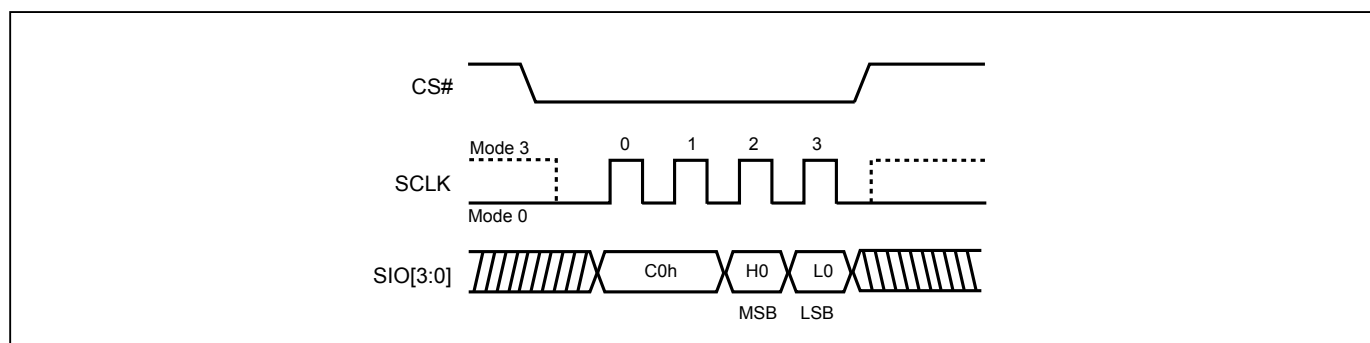 CS#
0 1 2 3
Mode 3
SCLK
Mode 0
SIO[3:0] C0h H0 L0
MSB LSB